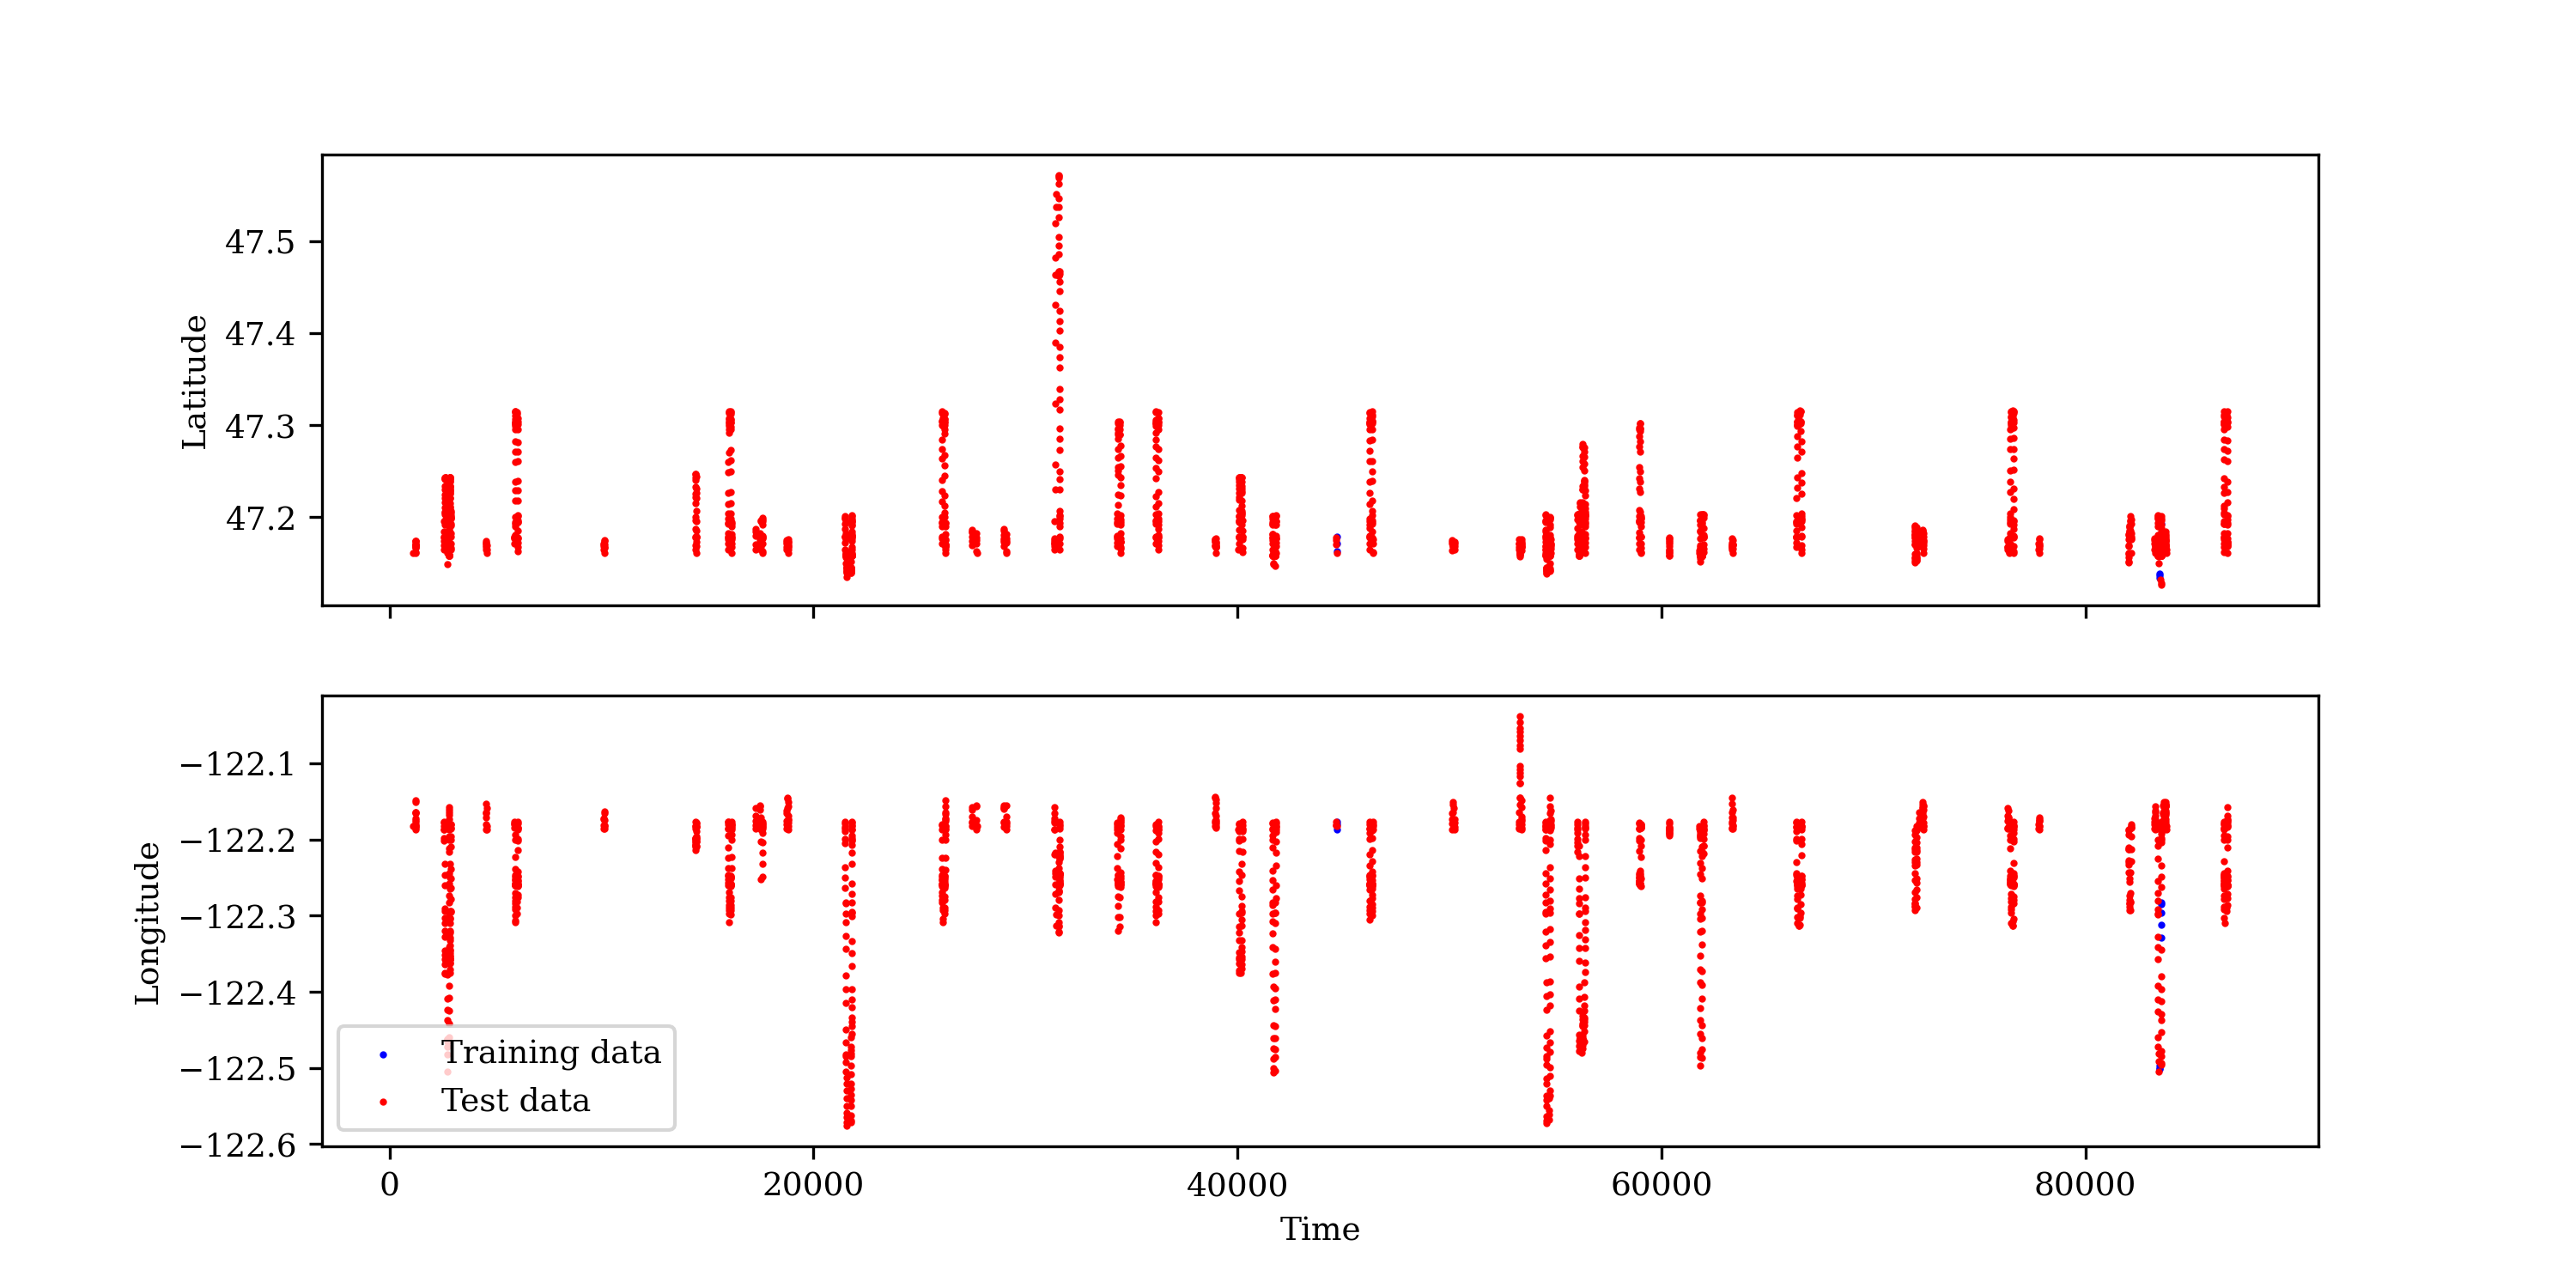 Latitude
47.5
47.4
47.3
47.2
Longitude
−122.1
−122.2
−122.3
−122.4
−122.5
−122.6
Training data
Test data
0 20000 40000 60000 80000
Time